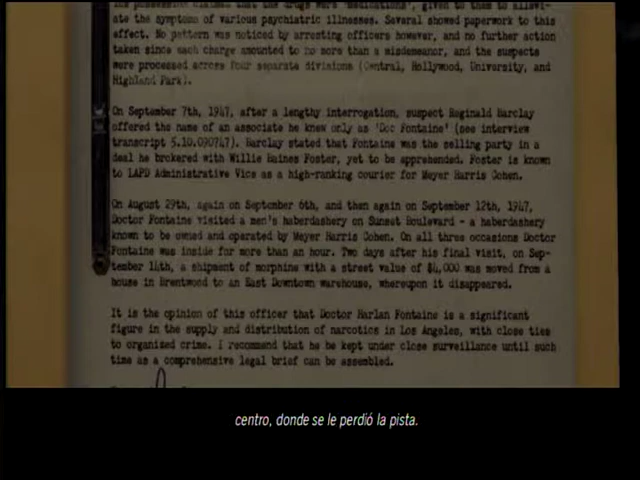 the possession claimed that the drugs were 'medications', given to them to allevi-
ate the symptoms of various psychiatric illnesses. Several showed paperwork to this
effect. No pattern was noticed by arresting officers however, and no further action
taken since each charge amounted to no more than a misdemeanor, and the suspects
were processed across four separate divisions (Central, Hollywood, University, and
Highland Park).
On September 7th, 1947, after a lengthy interrogation, suspect Reginald Harclay
offered the name of an associate he knew only as 'Doc Fontaine' (see interview
transcript 5.10.090747). Harclay stated that Fontaine was the selling party in a
deal he brokered with Willie Haines Foster, yet to be apprehended. Foster is known
to LAPD Administrative Vice as a high-ranking courier for Meyer Harris Cohen.
On August 29th, again on September 6th, and then again on September 12th, 1947,
Doctor Fontaine visited a men's haberdashery on Sunset Boulevard - a haberdashery
known to be owned and operated by Meyer Harris Cohen. On all three occasions Doctor
Fontaine was inside for more than an hour. Two days after his final visit, on Sep-
tember 14th, a shipment of morphine with a street value of $4,000 was moved from a
house in Brentwood to an East Downtown warehouse, whereupon it disappeared.
It is the opinion of this officer that Doctor Harlan Fontaine is a significant
figure in the supply and distribution of narcotics in Los Angeles, with close ties
to organized crime. I recommend that he be kept under close surveillance until such
time as a comprehensive legal brief can be assembled.
centro, donde se le perdió la pista.